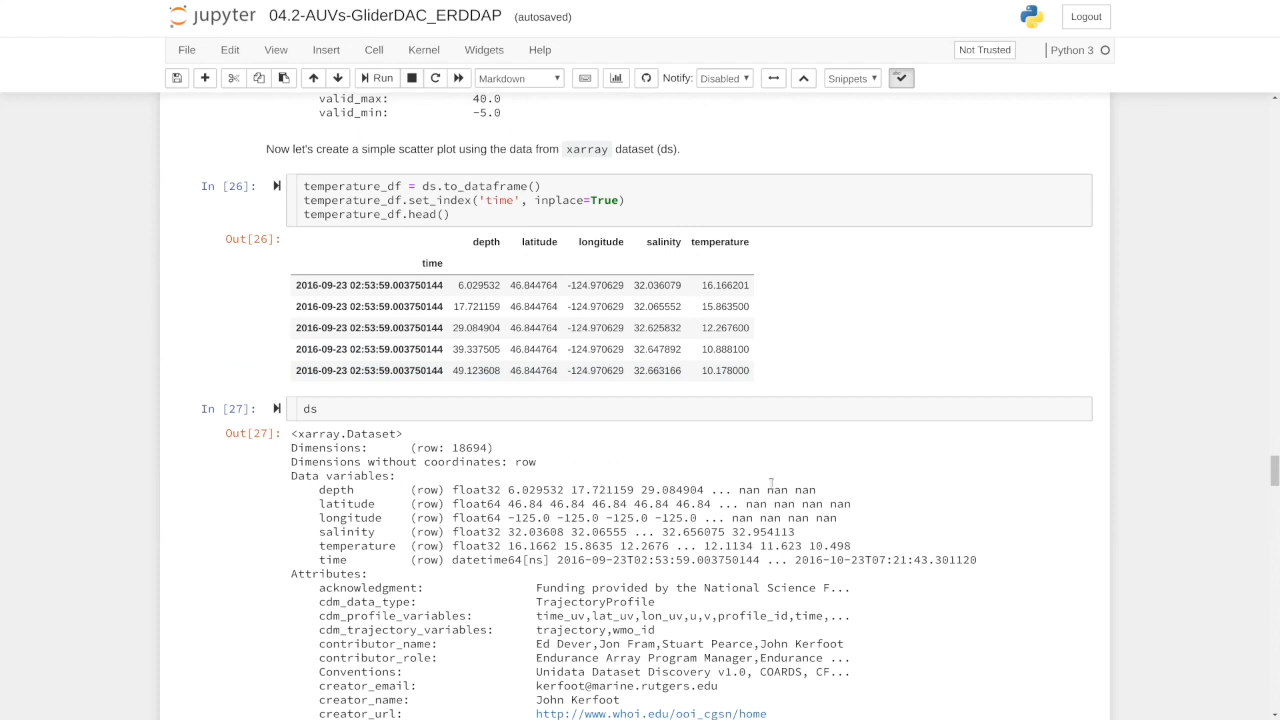 jupyter 04.2-AUVs-GliderDAC_ERDDAP (autosaved) Logout
File Edit View Insert Cell Kernel Widgets Help Not Trusted Python 3
Run Markdown Notify: Disabled Snippets
valid_max: 40.0
valid_min: -5.0
Now let's create a simple scatter plot using the data from xarray dataset (ds).
In [26]: temperature_df = ds.to_dataframe()
temperature_df.set_index('time', inplace=True)
temperature_df.head()
Out[26]: depth latitude longitude salinity temperature
time
2016-09-23 02:53:59.003750144 6.029532 46.844764 -124.970629 32.036079 16.166201
2016-09-23 02:53:59.003750144 17.721159 46.844764 -124.970629 32.065552 15.863500
2016-09-23 02:53:59.003750144 29.084904 46.844764 -124.970629 32.625832 12.267600
2016-09-23 02:53:59.003750144 39.337505 46.844764 -124.970629 32.647892 10.888100
2016-09-23 02:53:59.003750144 49.123608 46.844764 -124.970629 32.663166 10.178000
In [27]: ds
Out[27]: <xarray.Dataset>
Dimensions: (row: 18694)
Dimensions without coordinates: row
Data variables:
depth (row) float32 6.029532 17.721159 29.084904 ... nan nan nan
latitude (row) float64 46.84 46.84 46.84 46.84 46.84 ... nan nan nan nan
longitude (row) float64 -125.0 -125.0 -125.0 -125.0 ... nan nan nan nan
salinity (row) float32 32.03608 32.06555 ... 32.656075 32.954113
temperature (row) float32 16.1662 15.8635 12.2676 ... 12.1134 11.623 10.498
time (row) datetime64[ns] 2016-09-23T02:53:59.003750144 ... 2016-10-23T07:21:43.301120
Attributes:
acknowledgment: Funding provided by the National Science F...
cdm_data_type: TrajectoryProfile
cdm_profile_variables: time_uv,lat_uv,lon_uv,u,v,profile_id,time,...
cdm_trajectory_variables: trajectory,wmo_id
contributor_name: Ed Dever,Jon Fram,Stuart Pearce,John Kerfoot
contributor_role: Endurance Array Program Manager,Endurance ...
Conventions: Unidata Dataset Discovery v1.0, COARDS, CF...
creator_email: kerfoot@marine.rutgers.edu
creator_name: John Kerfoot
creator_url: http://www.whoi.edu/ooi_cgsn/home